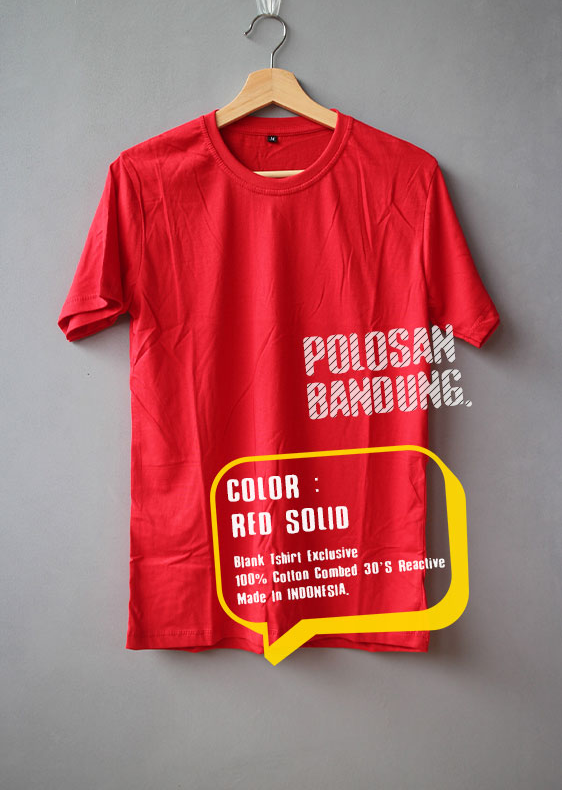 M
POLOSAN
BANDUNG.
COLOR :
RED SOLID
Blank Tshirt Exclusive
100% Cotton Combed 30'S Reactive
Made In INDONESIA.